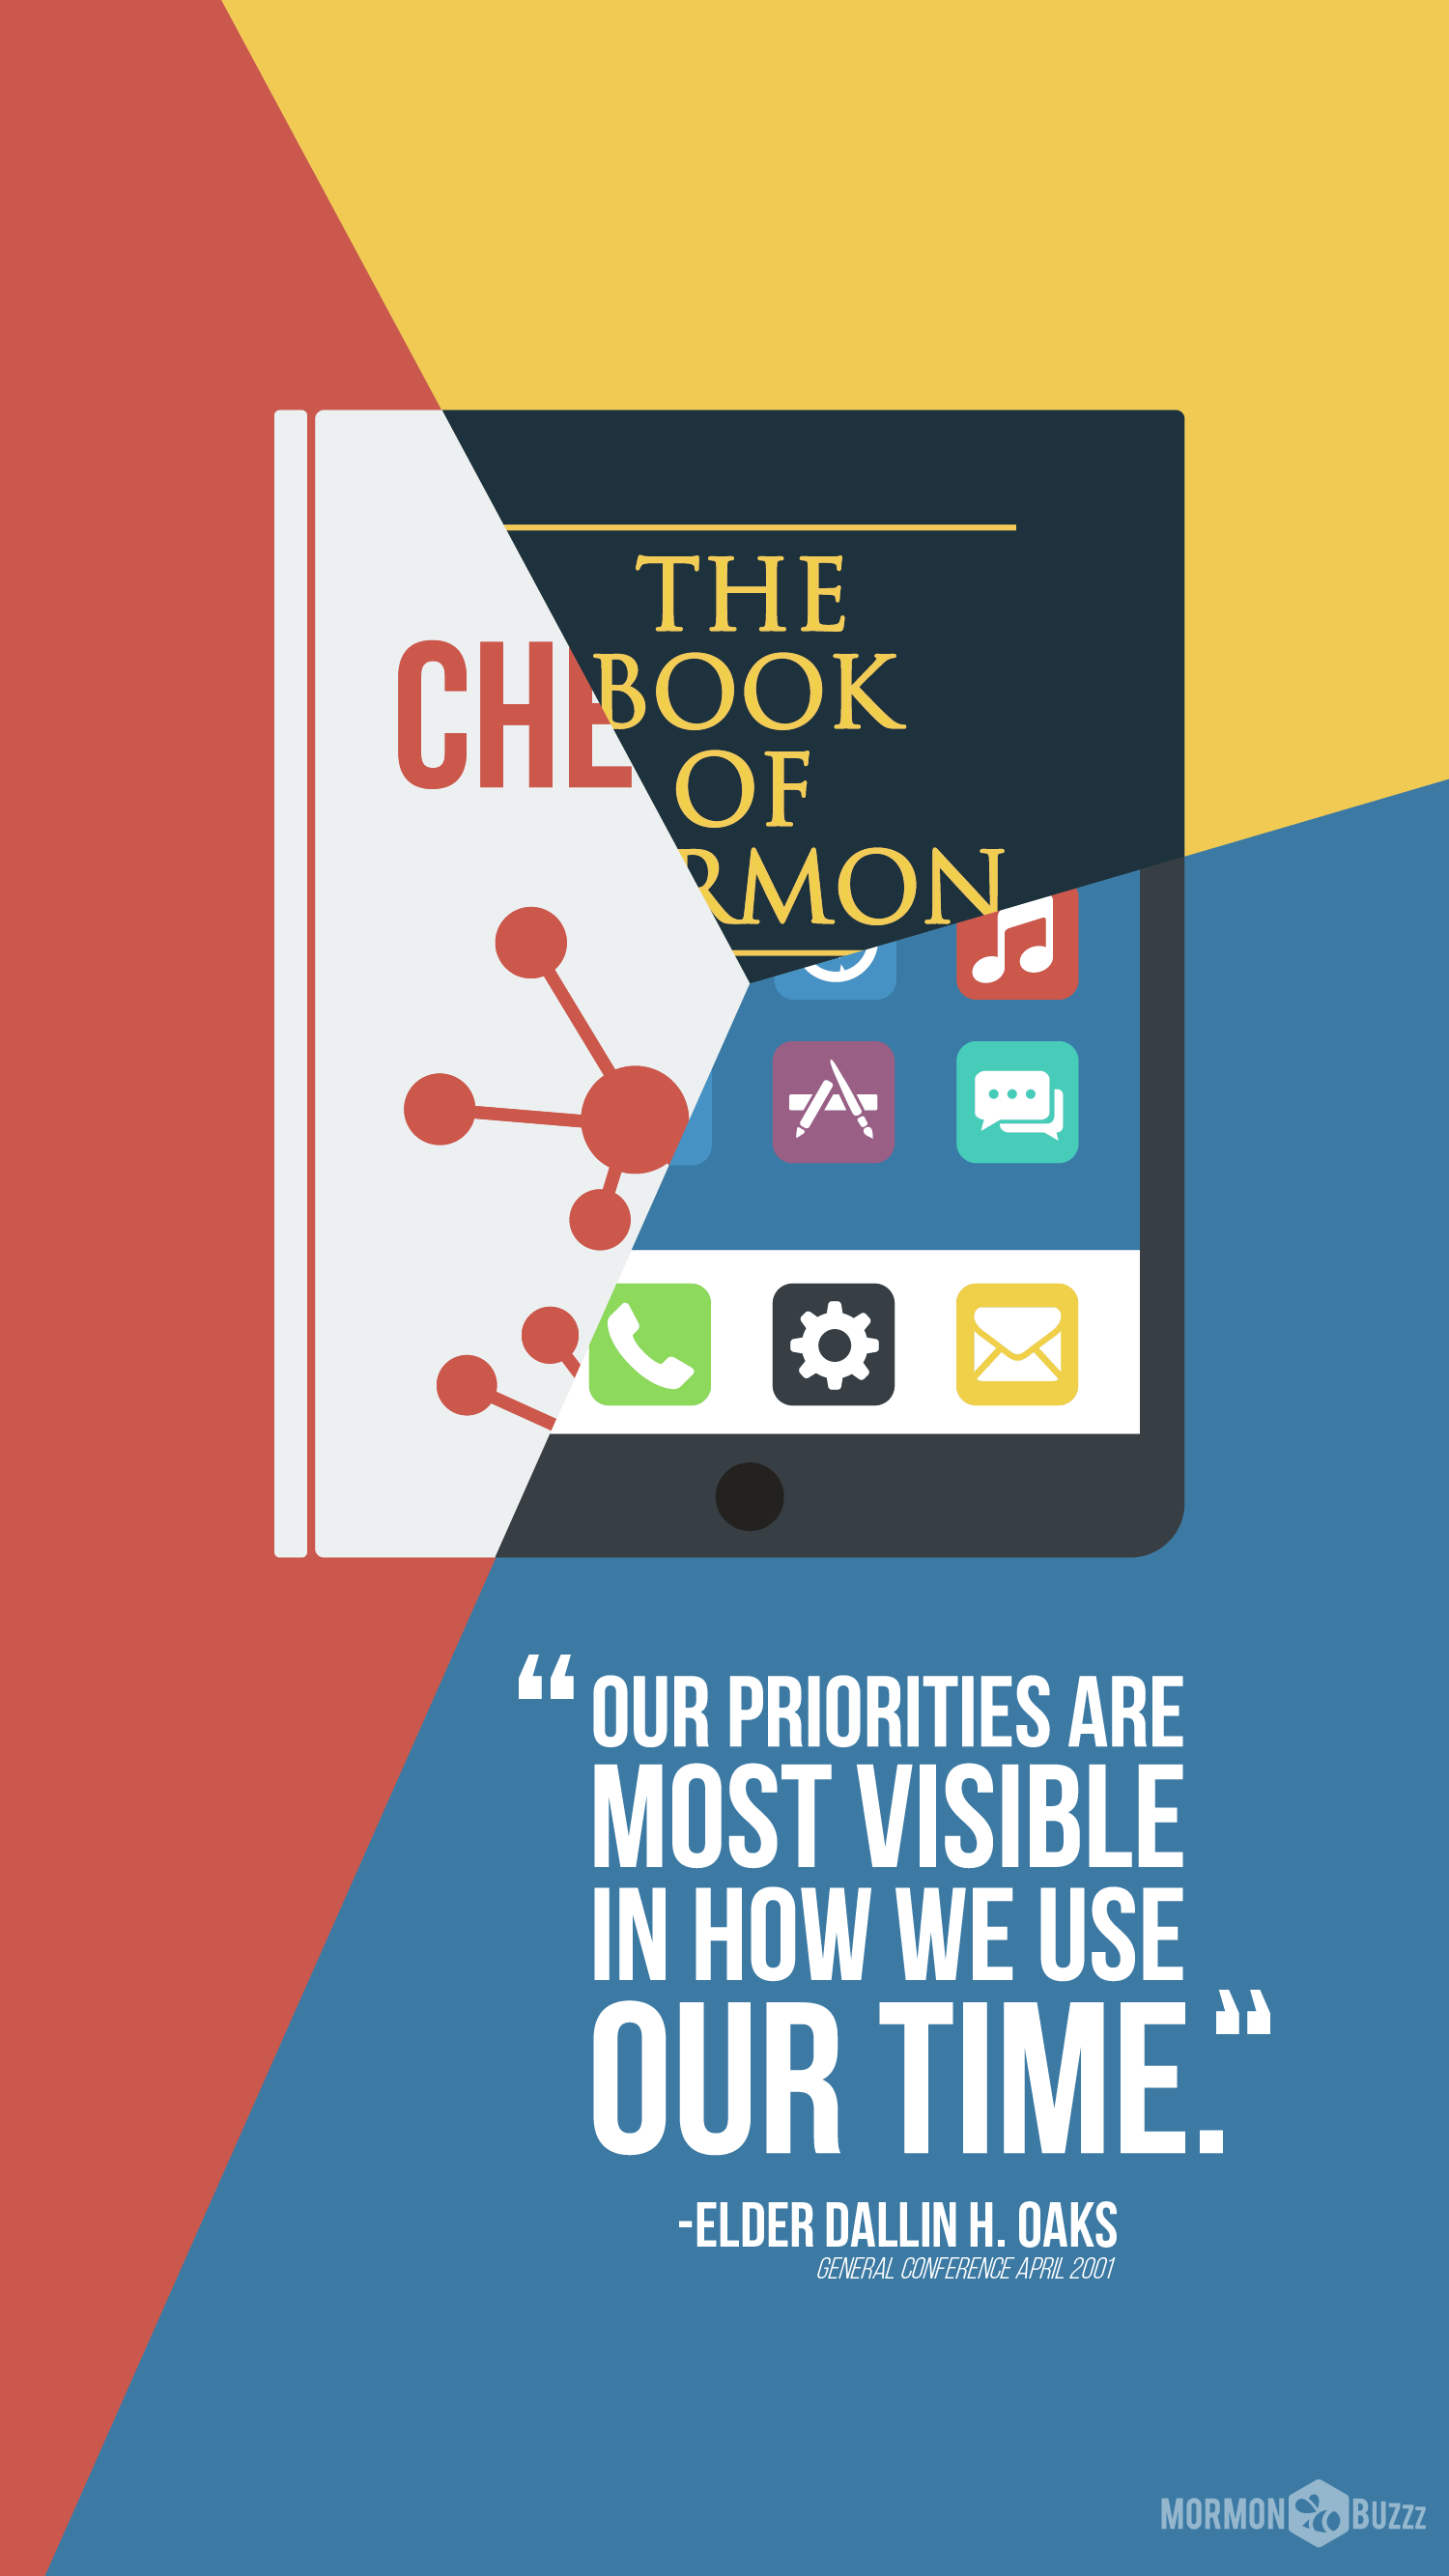 THE
BOOK
OF
RMON
CHE
“OUR PRIORITIES ARE
MOST VISIBLE
IN HOW WE USE
OUR TIME.”
-ELDER DALLIN H. OAKS
GENERAL CONFERENCE APRIL 2001
MORMON BUZZZ